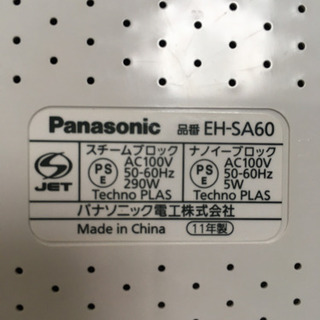 Panasonic 品番 EH-SA60
S JET
PS E スチームブロック
AC100V
50-60Hz
290W
Techno PLAS
PS E ナノイーブロック
AC100V
50-60Hz
5W
Techno PLAS
パナソニック電工株式会社
Made in China 11年製